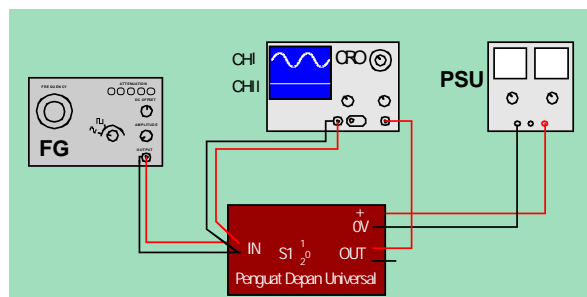 FREQUENCY
ATTENUATION
DC OFFSET
AMPLITUDE
OUTPUT
FG
CHI
CHII
CRO
PSU
+
0V
IN
S1
1
0
2
OUT
Penguat Depan Universal